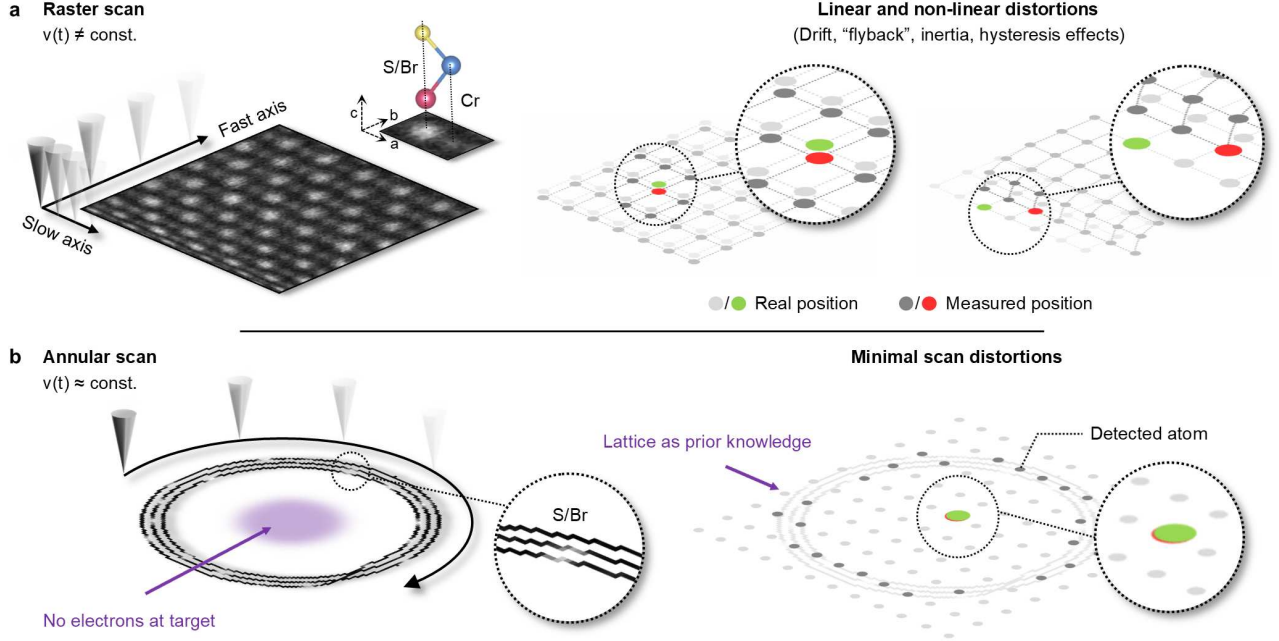 a Raster scan
v(t) ≠ const.
Fast axis
Slow axis
S/Br
Cr
c
b
a
Linear and non-linear distortions
(Drift, “flyback”, inertia, hysteresis effects)
/ Real position / Measured position
b Annular scan
v(t) ≈ const.
S/Br
No electrons at target
Minimal scan distortions
Lattice as prior knowledge
Detected atom